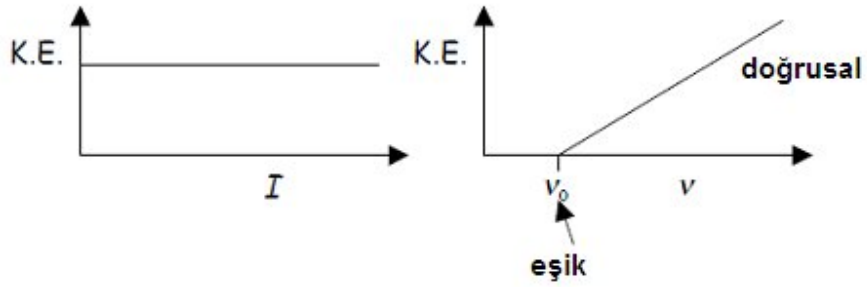 K.E.
I
K.E.
doğrusal
ν₀
ν
eşik